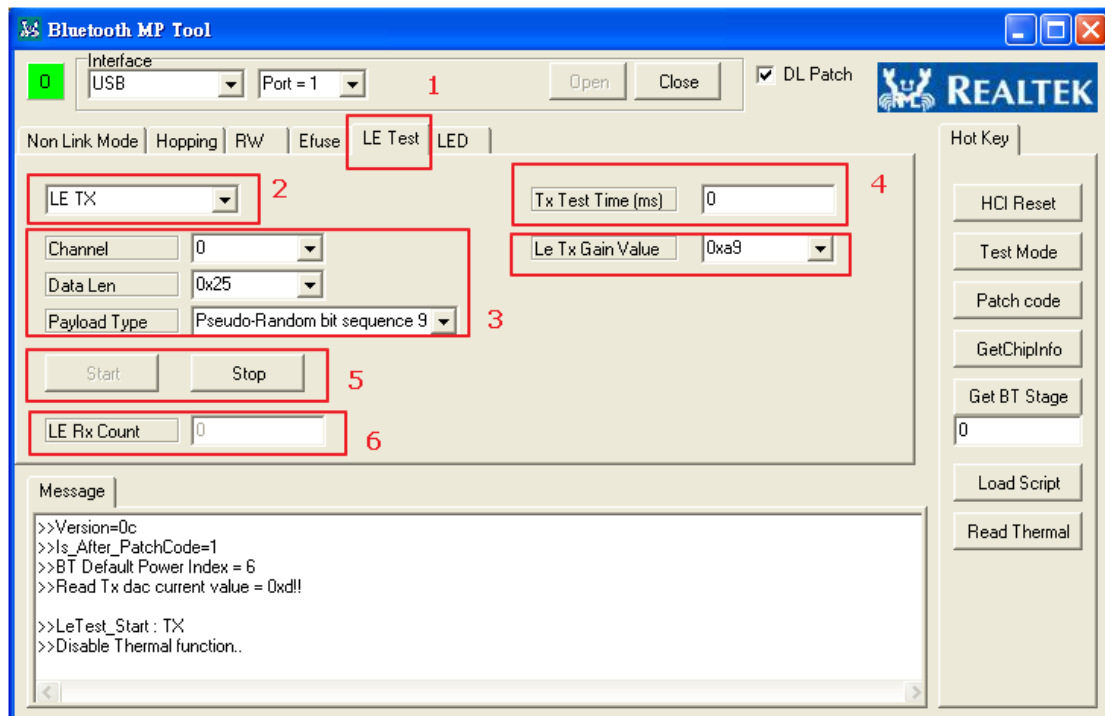 Bluetooth MP Tool
Interface
0 USB Port = 1 1 Open Close DL Patch
REALTEK
Non Link Mode Hopping RW Efuse LE Test LED
LE TX 2
Channel 0
Data Len 0x25
Payload Type Pseudo-Random bit sequence 9 3
Tx Test Time (ms) 0 4
Le Tx Gain Value 0xa9
Start Stop 5
LE Rx Count 0 6
Hot Key
HCI Reset
Test Mode
Patch code
GetChipInfo
Get BT Stage
0
Load Script
Read Thermal
Message
>>Version=0c
>>Is_After_PatchCode=1
>>BT Default Power Index = 6
>>Read Tx dac current value = 0xd!!
>>LeTest_Start : TX
>>Disable Thermal function..